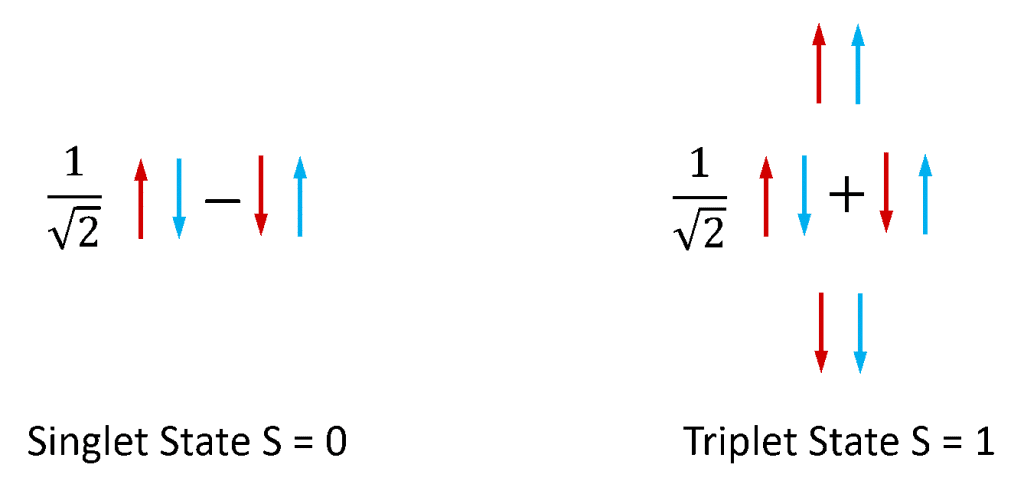 1/√2 ↑ ↓ − ↓ ↑
Singlet State S = 0
↑ ↑
1/√2 ↑ ↓ + ↓ ↑
↓ ↓
Triplet State S = 1